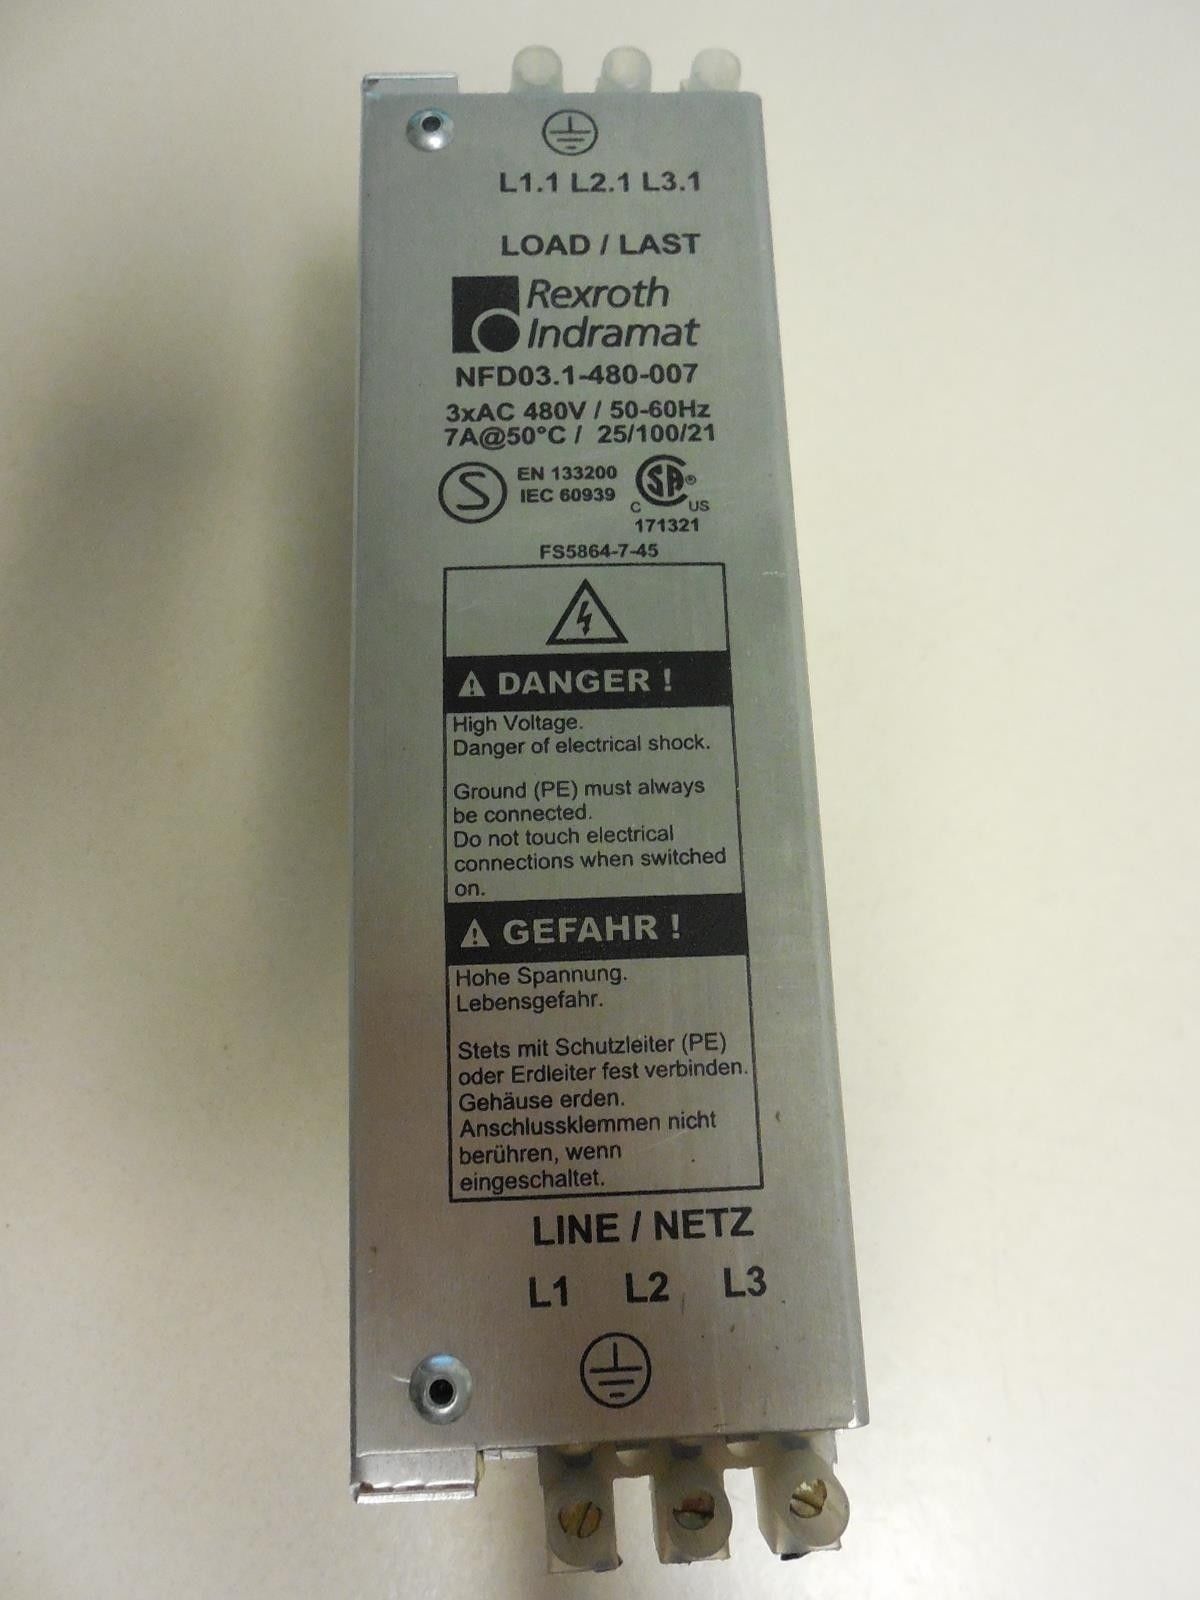 L1.1 L2.1 L3.1
LOAD / LAST
Rexroth
Indramat
NFD03.1-480-007
3xAC 480V / 50-60Hz
7A@50°C / 25/100/21
S EN 133200
IEC 60939
SA®
C US
171321
FS5864-7-45
DANGER !
High Voltage.
Danger of electrical shock.
Ground (PE) must always
be connected.
Do not touch electrical
connections when switched
on.
GEFAHR !
Hohe Spannung.
Lebensgefahr.
Stets mit Schutzleiter (PE)
oder Erdleiter fest verbinden.
Gehäuse erden.
Anschlussklemmen nicht
berühren, wenn
eingeschaltet.
LINE / NETZ
L1 L2 L3